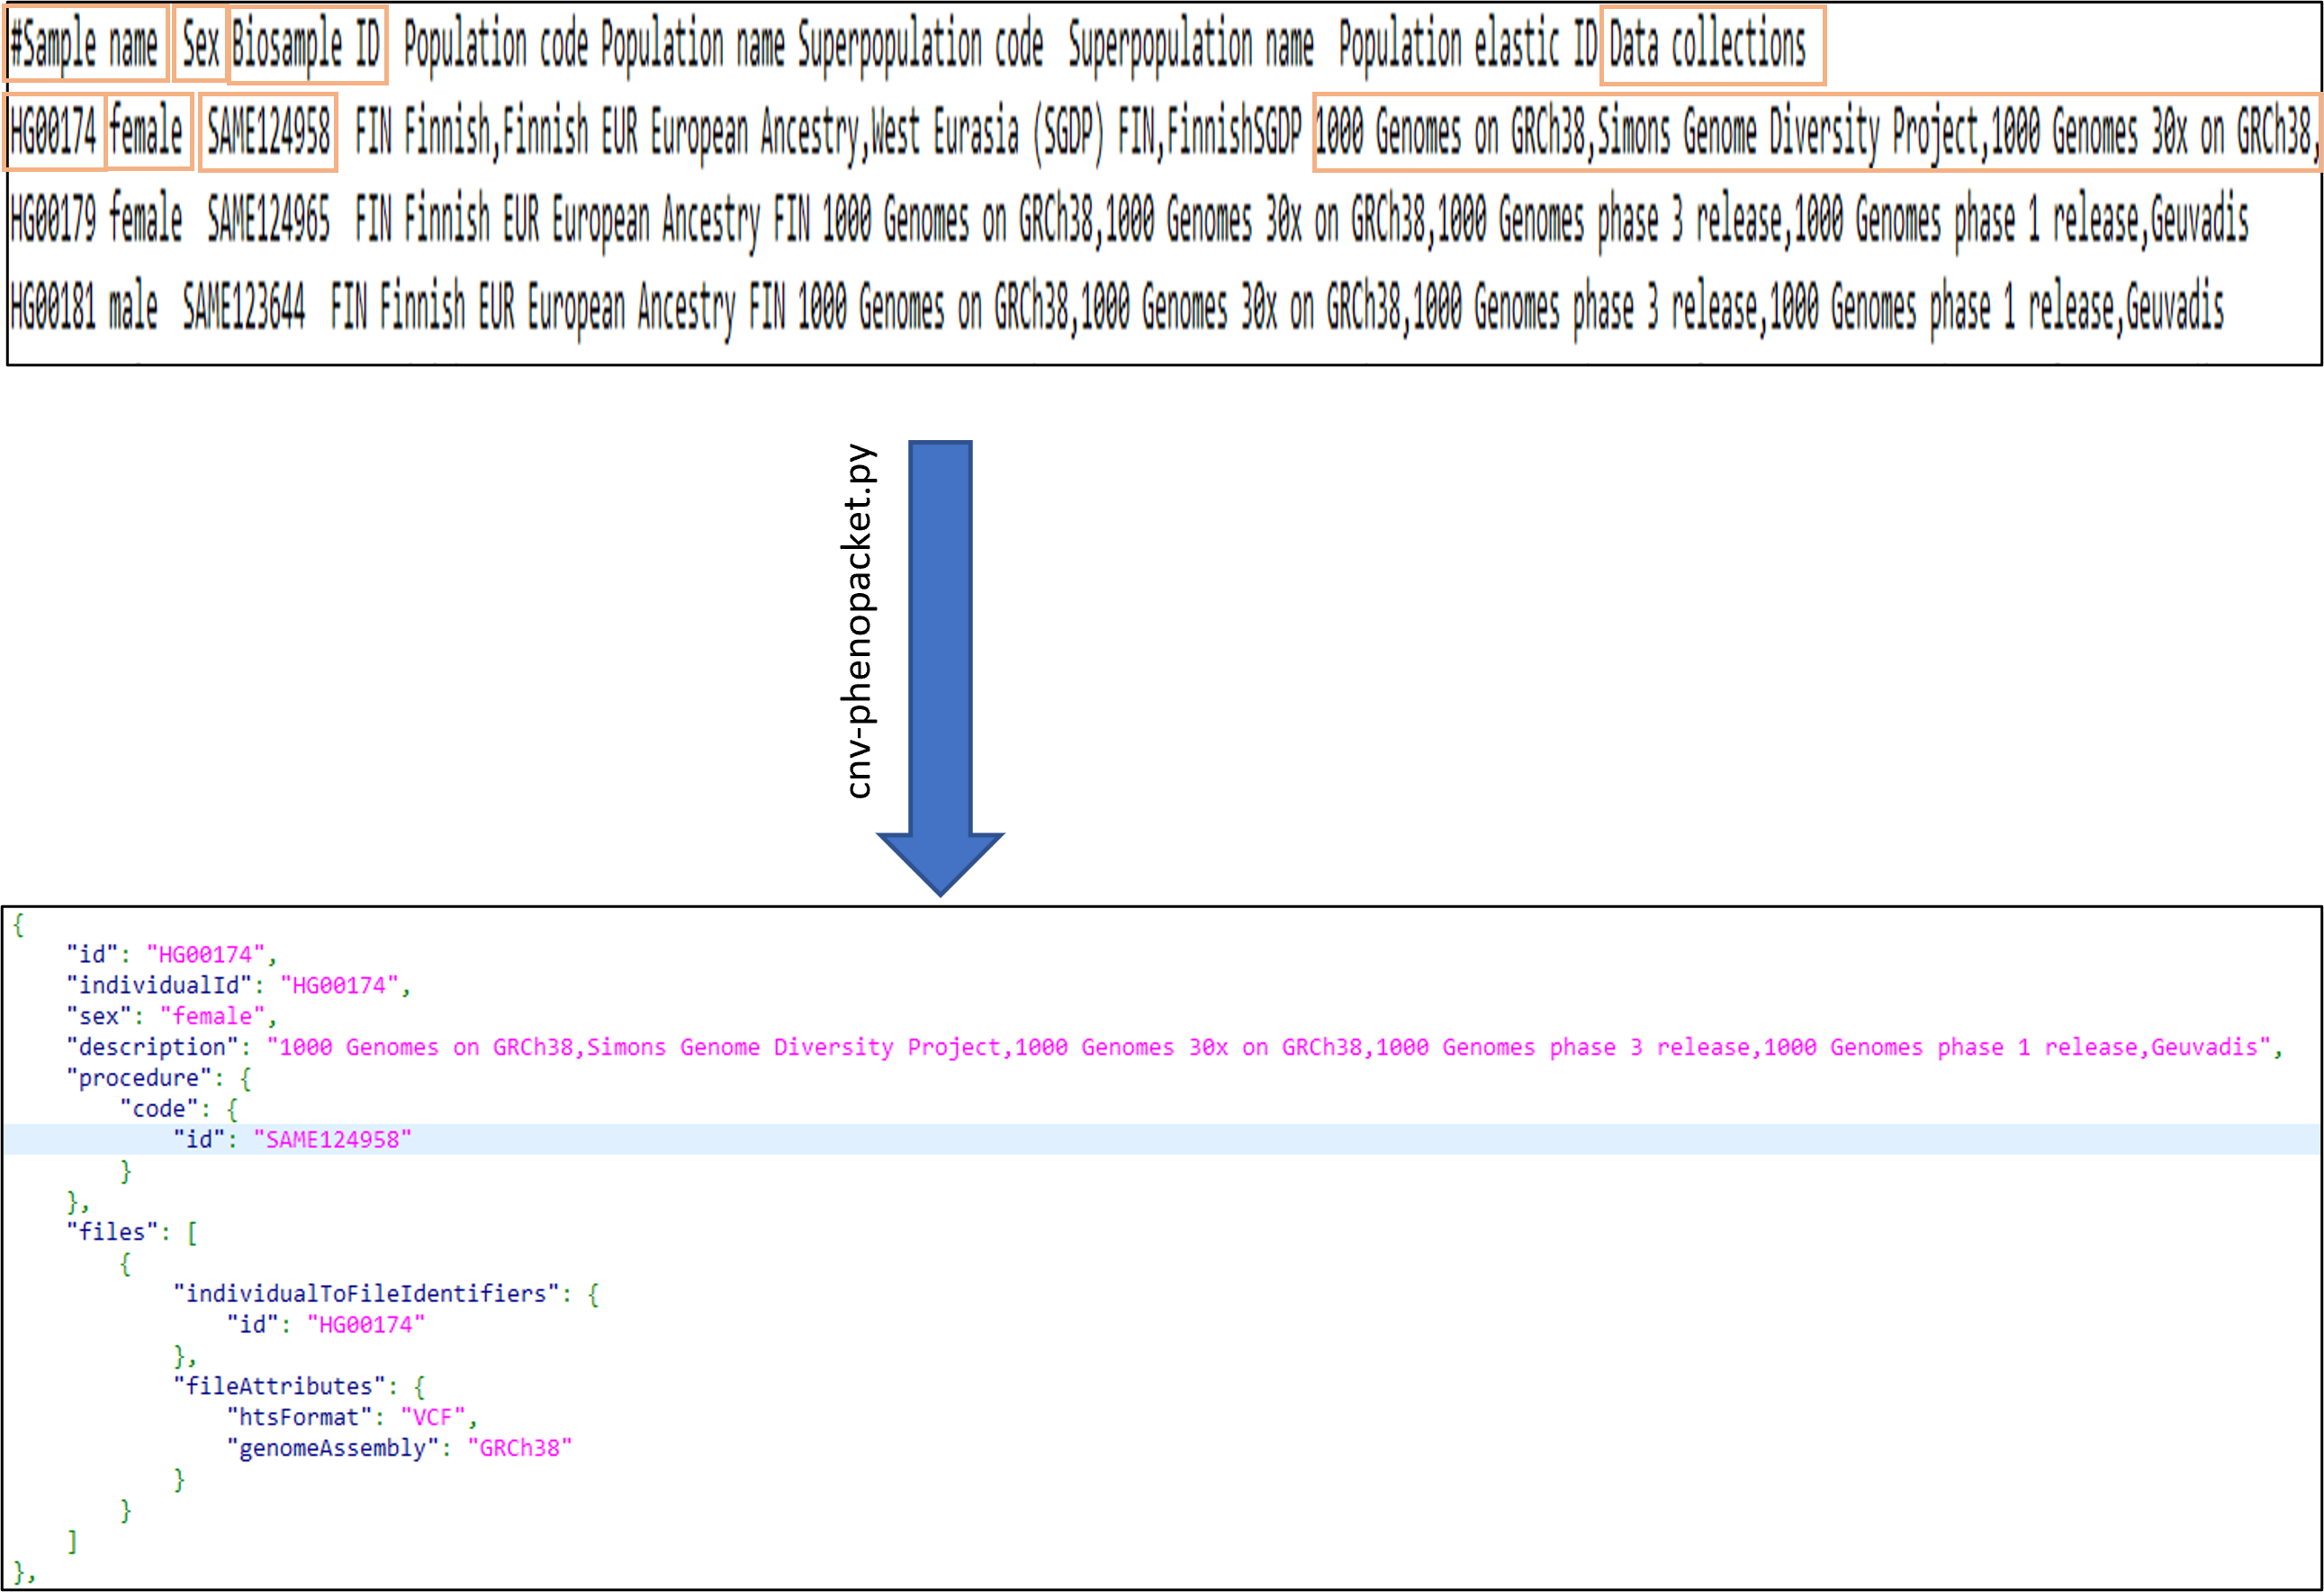 #Sample name Sex Biosample ID Population code Population name Superpopulation code Superpopulation name Population elastic ID Data collections
HG00174 female SAME124958 FIN Finnish,Finnish EUR European Ancestry,West Eurasia (SGDP) FIN,FinnishSGDP 1000 Genomes on GRCh38,Simons Genome Diversity Project,1000 Genomes 30x on GRCh38,
HG00179 female SAME124965 FIN Finnish EUR European Ancestry FIN 1000 Genomes on GRCh38,1000 Genomes 30x on GRCh38,1000 Genomes phase 3 release,1000 Genomes phase 1 release,Geuvadis
HG00181 male SAME123644 FIN Finnish EUR European Ancestry FIN 1000 Genomes on GRCh38,1000 Genomes 30x on GRCh38,1000 Genomes phase 3 release,1000 Genomes phase 1 release,Geuvadis
cnv-phenopacket.py
{
"id": "HG00174",
"individualId": "HG00174",
"sex": "female",
"description": "1000 Genomes on GRCh38,Simons Genome Diversity Project,1000 Genomes 30x on GRCh38,1000 Genomes phase 3 release,1000 Genomes phase 1 release,Geuvadis",
"procedure": {
"code": {
"id": "SAME124958"
}
},
"files": [
{
"individualToFileIdentifiers": {
"id": "HG00174"
},
"fileAttributes": {
"htsFormat": "VCF",
"genomeAssembly": "GRCh38"
}
}
]
},